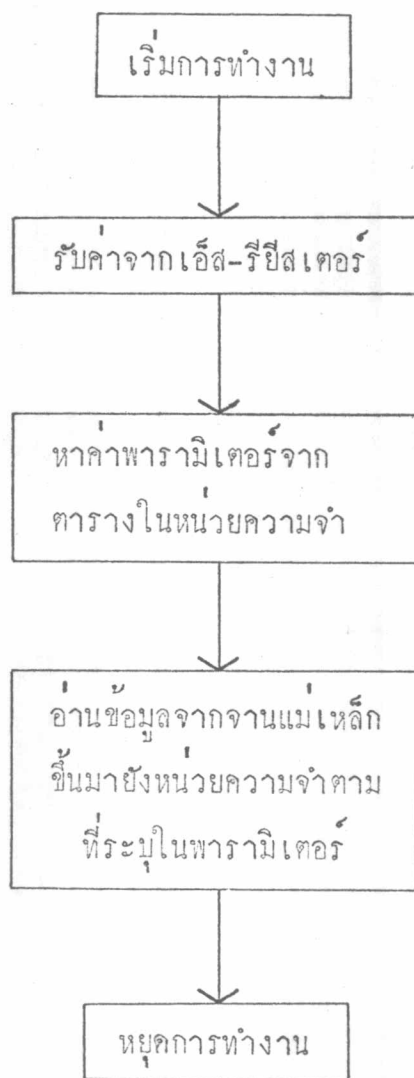 เริ่มการทำงาน
รับค่าจากเอ็ส-รียีสเตอร์
หาค่าพารามิเตอร์จาก
ตารางในหน่วยความจำ
อ่านข้อมูลจากจานแม่เหล็ก
ขึ้นมายังหน่วยความจำตาม
ที่ระบุในพารามิเตอร์
หยุดการทำงาน